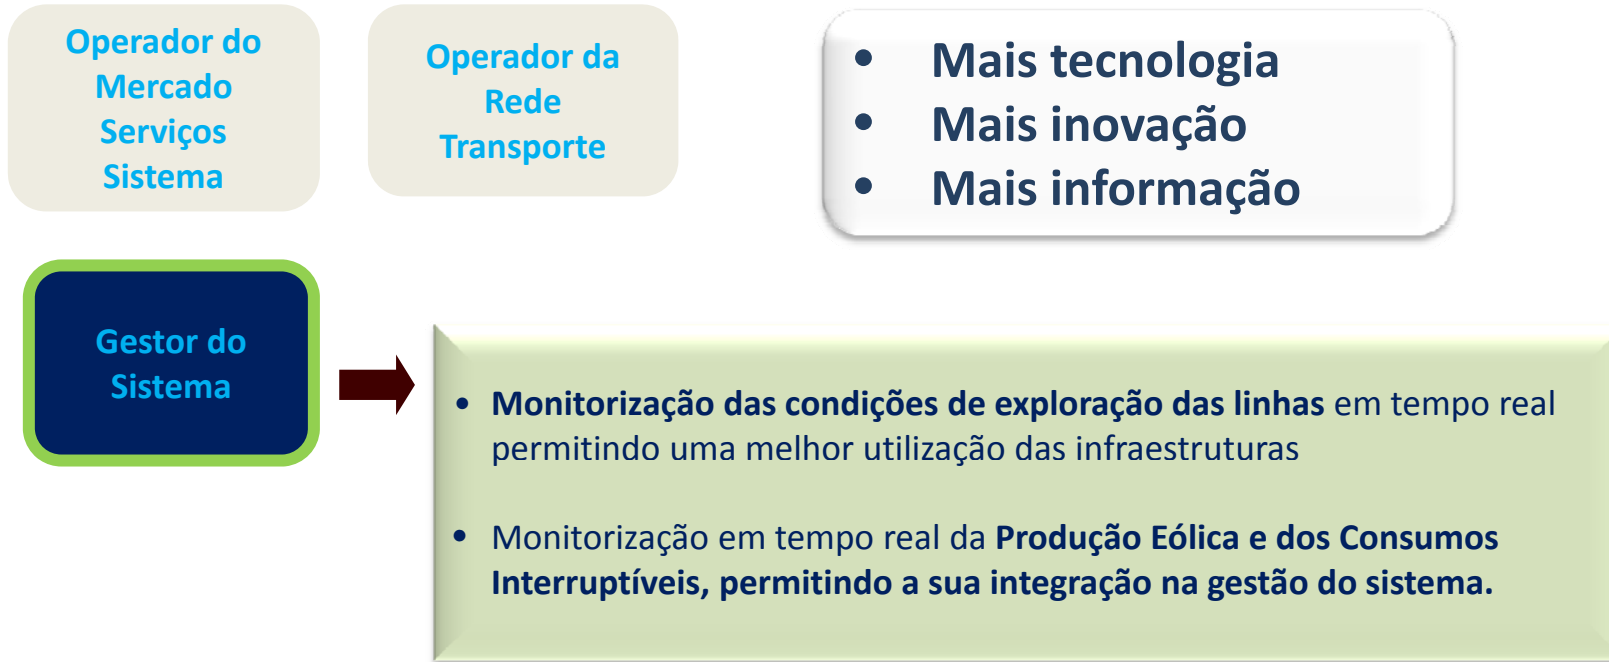 Operador do
Mercado
Serviços
Sistema
Operador da
Rede
Transporte
• Mais tecnologia
• Mais inovação
• Mais informação
Gestor do
Sistema
• Monitorização das condições de exploração das linhas em tempo real
permitindo uma melhor utilização das infraestruturas
• Monitorização em tempo real da Produção Eólica e dos Consumos
Interruptíveis, permitindo a sua integração na gestão do sistema.